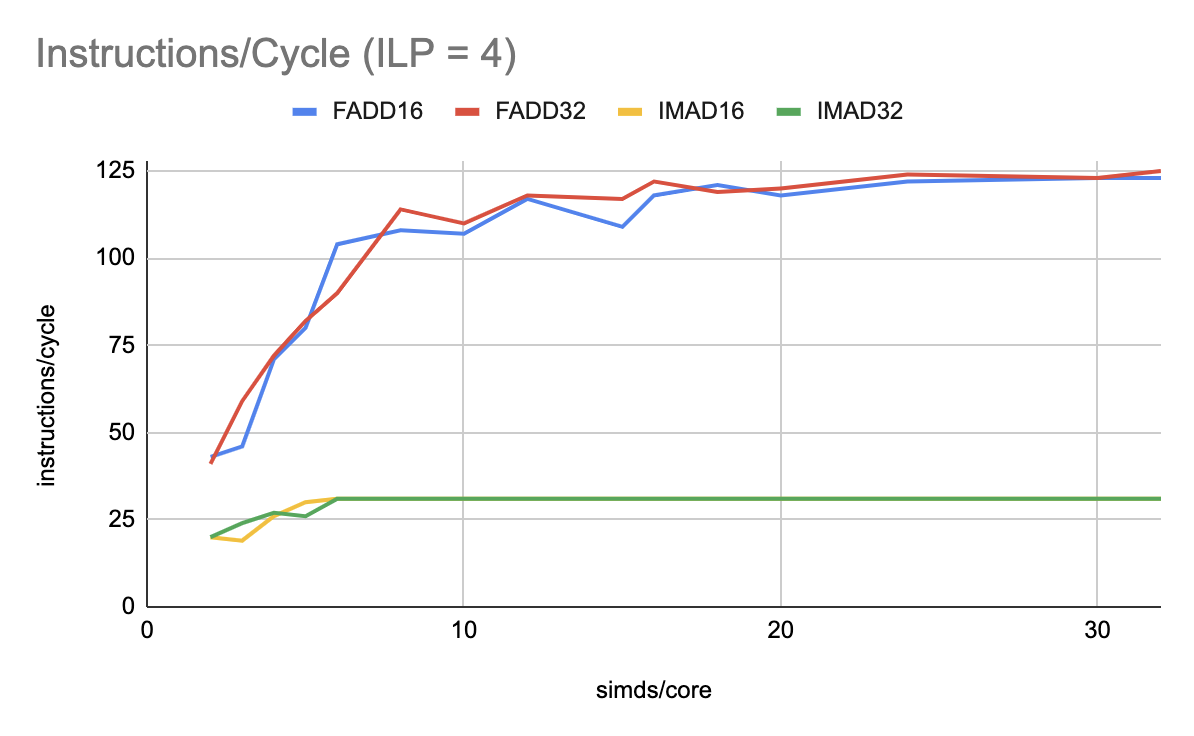 Instructions/Cycle (ILP = 4)
FADD16 FADD32 IMAD16 IMAD32
125
100
75
50
25
0
instructions/cycle
0 10 20 30
simds/core